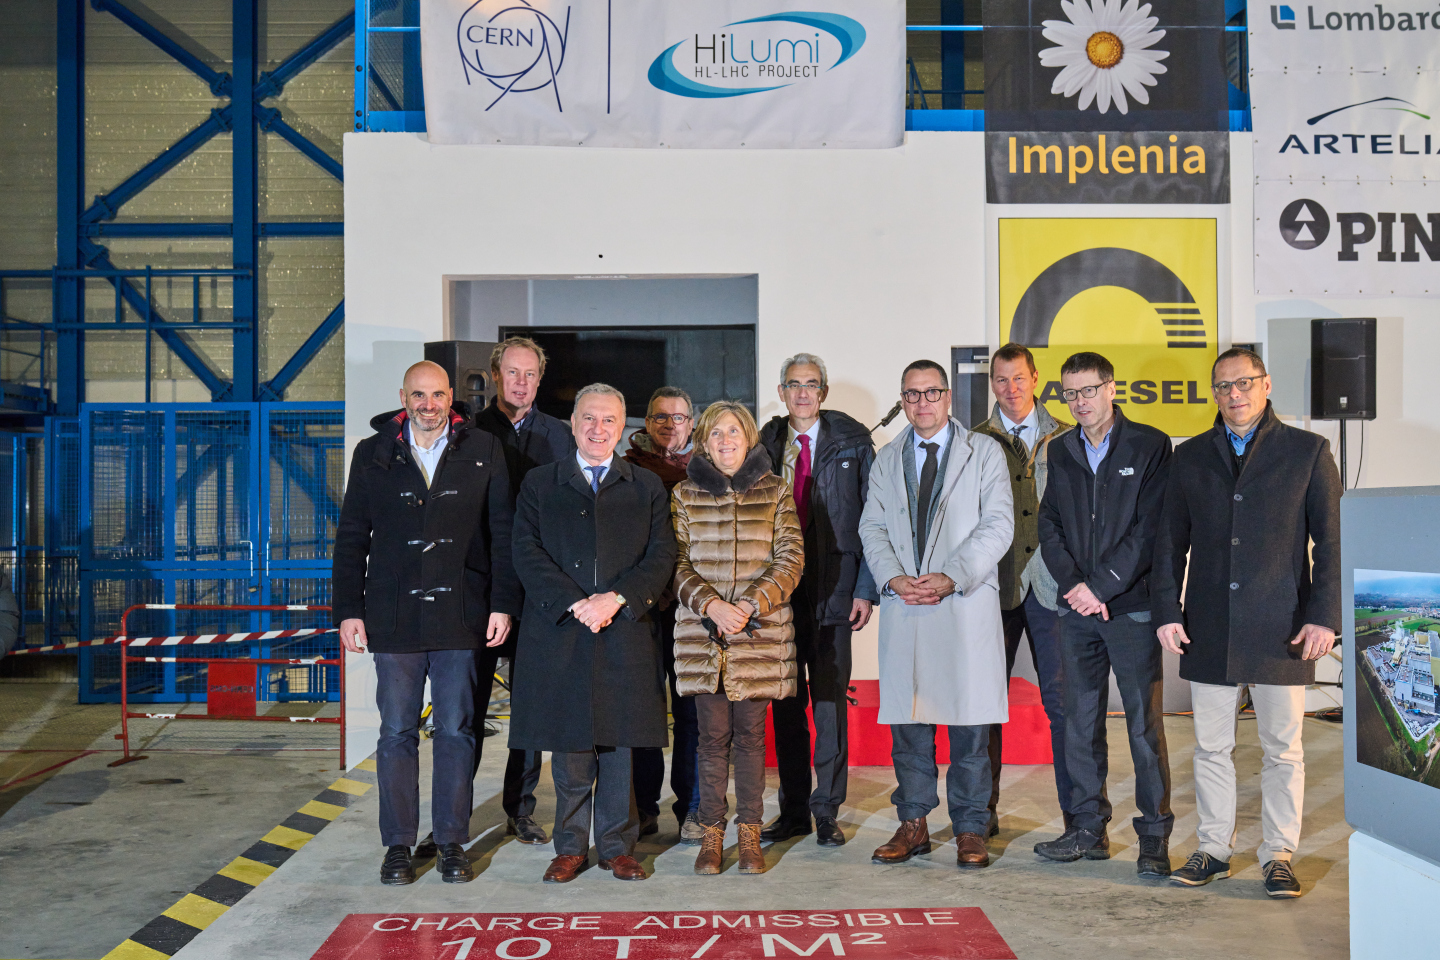 CERN
HiLumi
HL-LHC PROJECT
Implenia
Lombard
ARTELIA
PIN
ESEL
CHARGE ADMISSIBLE
10 T / M²